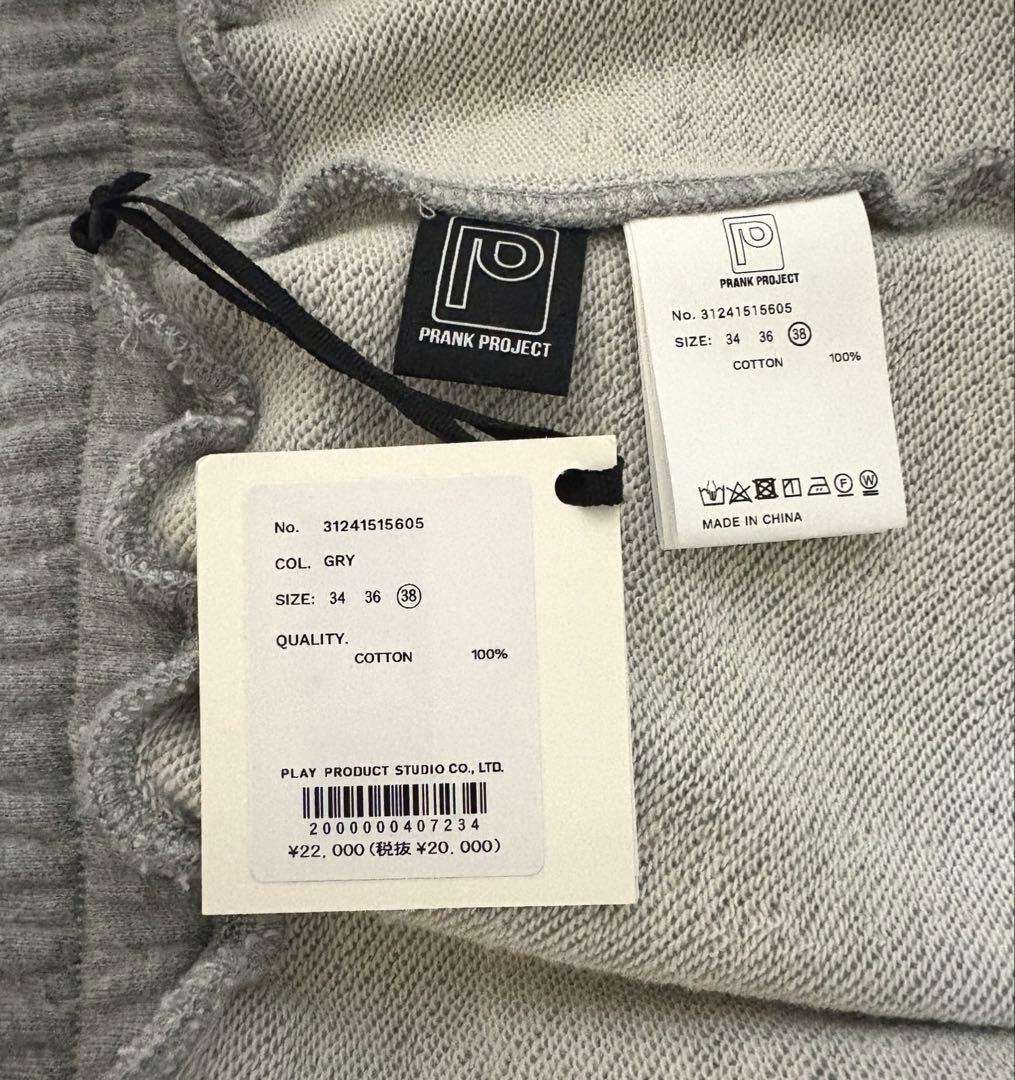 PRANK PROJECT
PRANK PROJECT
No. 31241515605
SIZE: 34 36 38
COTTON 100%
F W
MADE IN CHINA
No. 31241515605
COL. GRY
SIZE: 34 36 38
QUALITY.
COTTON 100%
PLAY PRODUCT STUDIO CO., LTD.
2000000407234
¥22,000(税抜 ¥20,000)